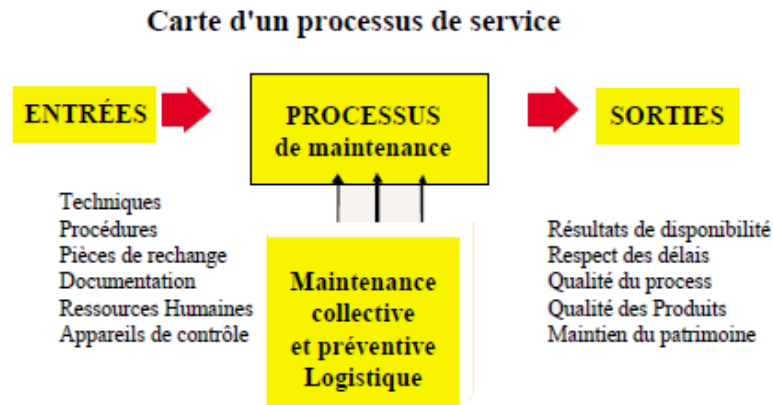 Carte d'un processus de service
ENTRÉES
PROCESSUS
de maintenance
SORTIES
Techniques
Procédures
Pièces de rechange
Documentation
Ressources Humaines
Appareils de contrôle
Maintenance
collective
et préventive
Logistique
Résultats de disponibilité
Respect des délais
Qualité du process
Qualité des Produits
Maintien du patrimoine